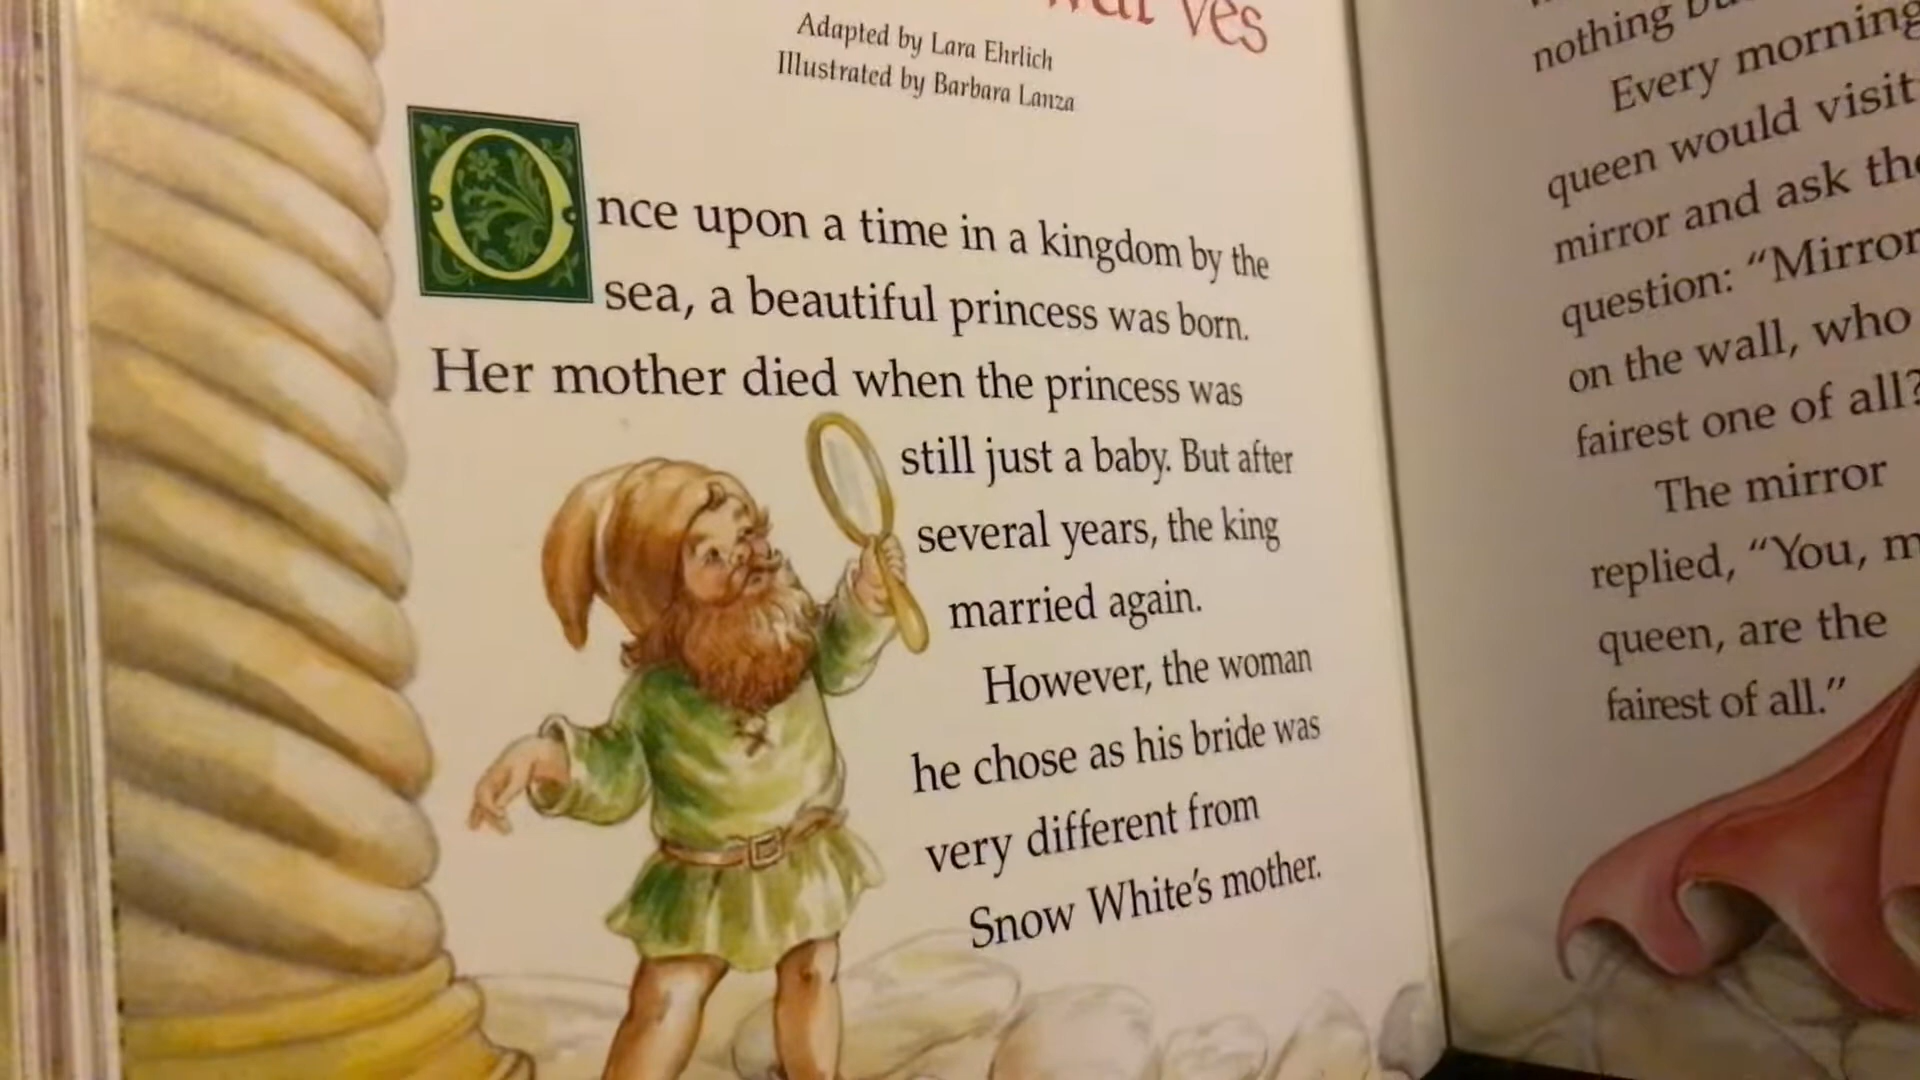 Adapted by Lara Ehrlich
Illustrated by Barbara Lanza
Once upon a time in a kingdom by the
sea, a beautiful princess was born.
Her mother died when the princess was
still just a baby. But after
several years, the king
married again.
However, the woman
he chose as his bride was
very different from
Snow White's mother.
nothing
Every morning
queen would visit
mirror and ask the
question: “Mirror
on the wall, who
fairest one of all?
The mirror
replied, “You, m
queen, are the
fairest of all.”